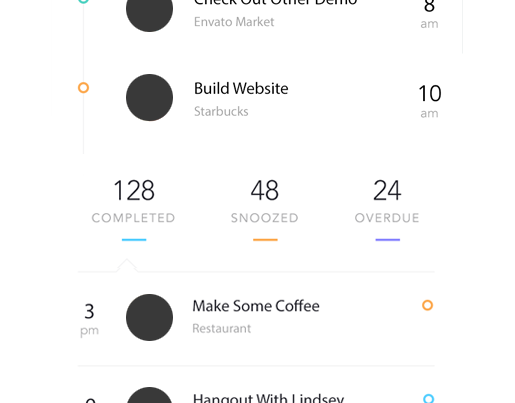 Check Out Other Demo
8
Envato Market
am
Build Website
10
Starbucks
am
128
48
24
COMPLETED
SNOOZED
OVERDUE
3
Make Some Coffee
pm
Restaurant
Hangout With Lindsey